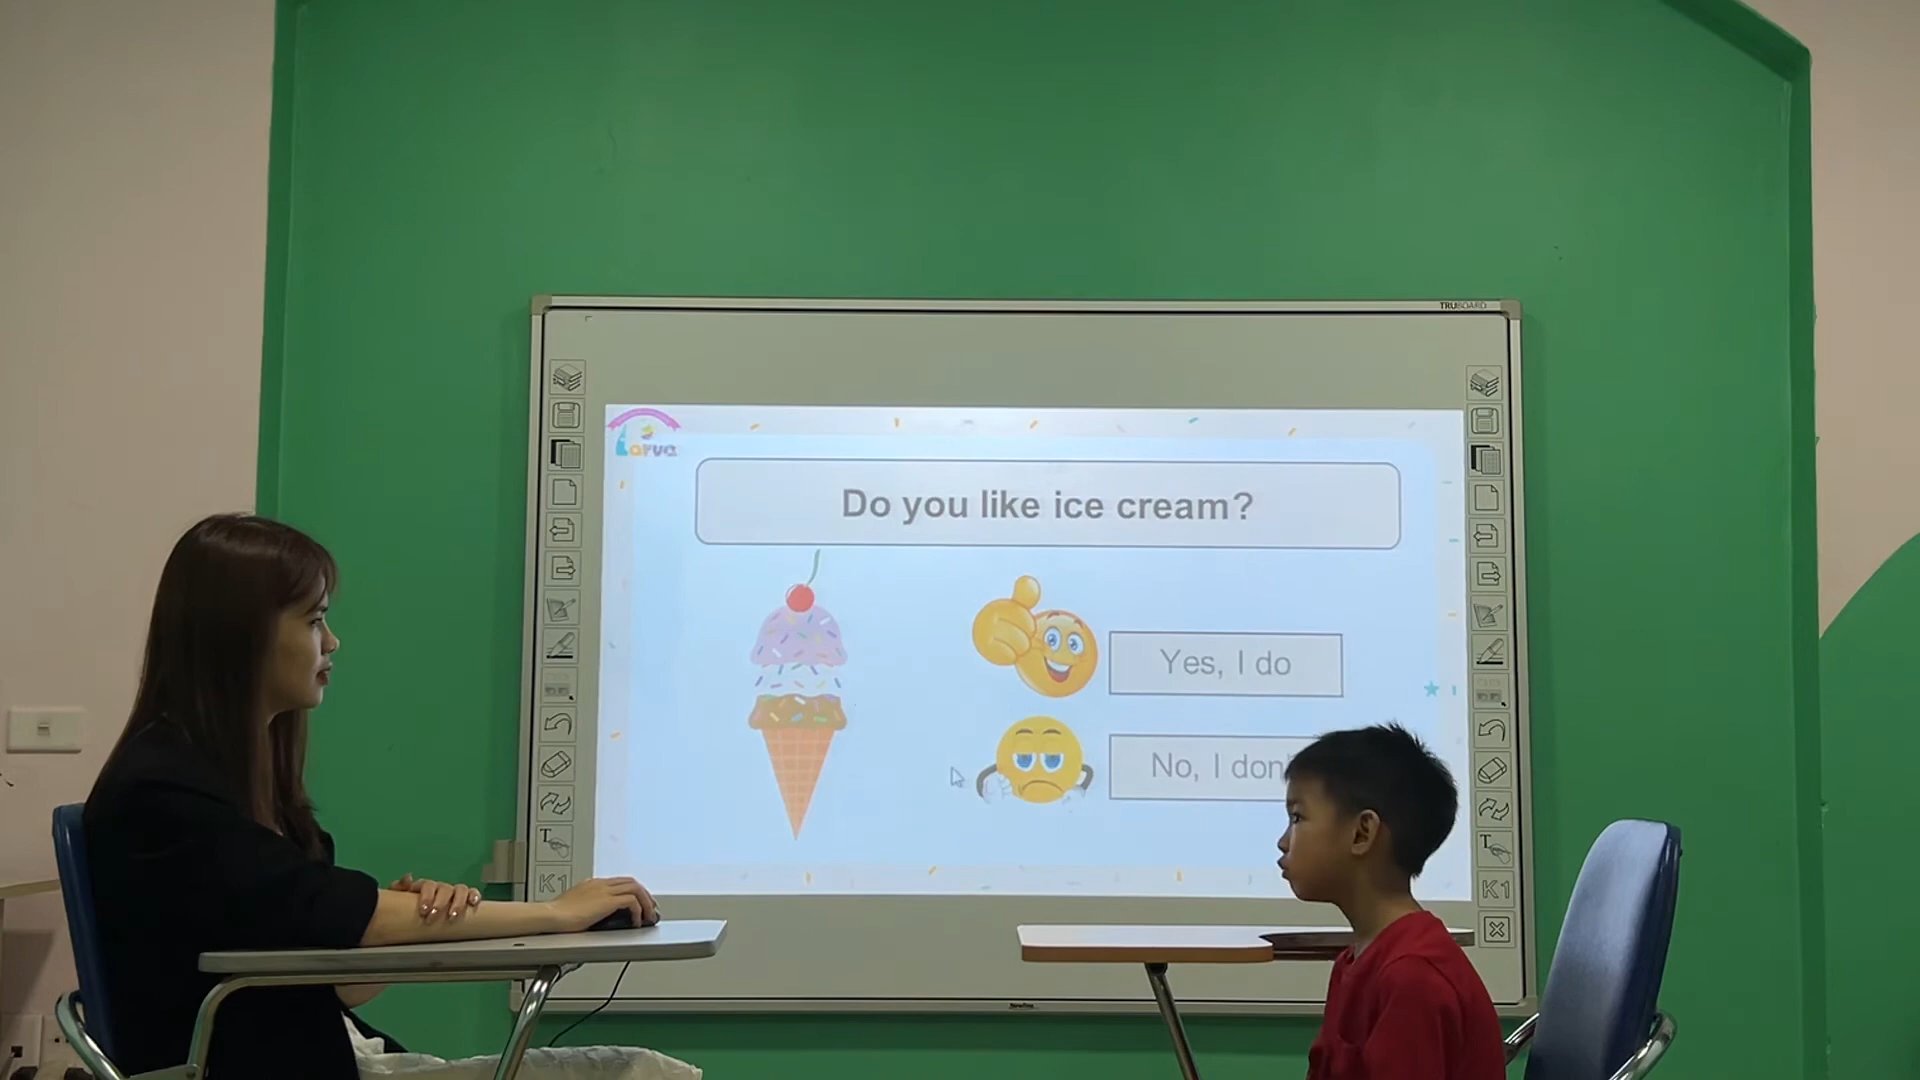 TRUBOARD
Larva
Do you like ice cream?
Yes, I do
No, I don'
T
T
K1
K1